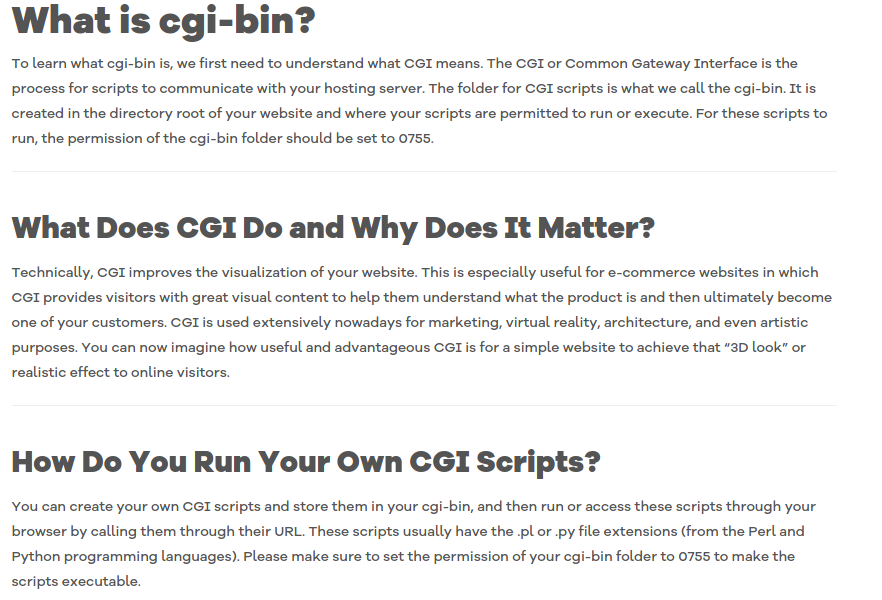 What is cgi-bin?
To learn what cgi-bin is, we first need to understand what CGI means. The CGI or Common Gateway Interface is the
process for scripts to communicate with your hosting server. The folder for CGI scripts is what we call the cgi-bin. It is
created in the directory root of your website and where your scripts are permitted to run or execute. For these scripts to
run, the permission of the cgi-bin folder should be set to 0755.
What Does CGI Do and Why Does It Matter?
Technically, CGI improves the visualization of your website. This is especially useful for e-commerce websites in which
CGI provides visitors with great visual content to help them understand what the product is and then ultimately become
one of your customers. CGI is used extensively nowadays for marketing, virtual reality, architecture, and even artistic
purposes. You can now imagine how useful and advantageous CGI is for a simple website to achieve that “3D look” or
realistic effect to online visitors.
How Do You Run Your Own CGI Scripts?
You can create your own CGI scripts and store them in your cgi-bin, and then run or access these scripts through your
browser by calling them through their URL. These scripts usually have the .pl or .py file extensions (from the Perl and
Python programming languages). Please make sure to set the permission of your cgi-bin folder to 0755 to make the
scripts executable.